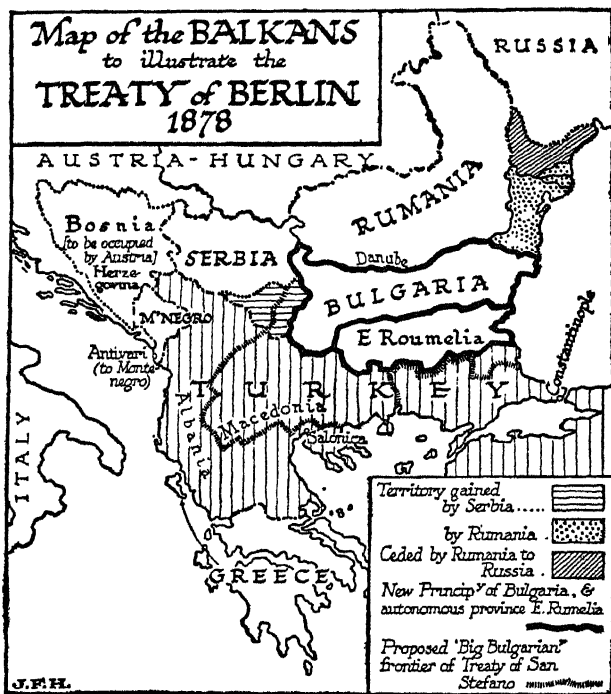 Map of the BALKANS
to illustrate the
TREATY of BERLIN
1878
RUSSIA
AUSTRIA-HUNGARY
RUMANIA
Bosnia
[to be occupied
by Austria]
Herze-
govina
SERBIA
Danube
BULGARIA
Mt NEGRO
E Roumelia
Constantinople
Antivari
(to Monte-
negro)
TURKEY
Albania
Macedonia
Salonica
ITALY
GREECE
Territory gained
by Serbia.....
by Rumania .
Ceded by Rumania to
Russia .
New Principy of Bulgaria, &
autonomous province E. Rumelia
Proposed 'Big Bulgarian'
frontier of Treaty of San
Stefano
J.F.H.